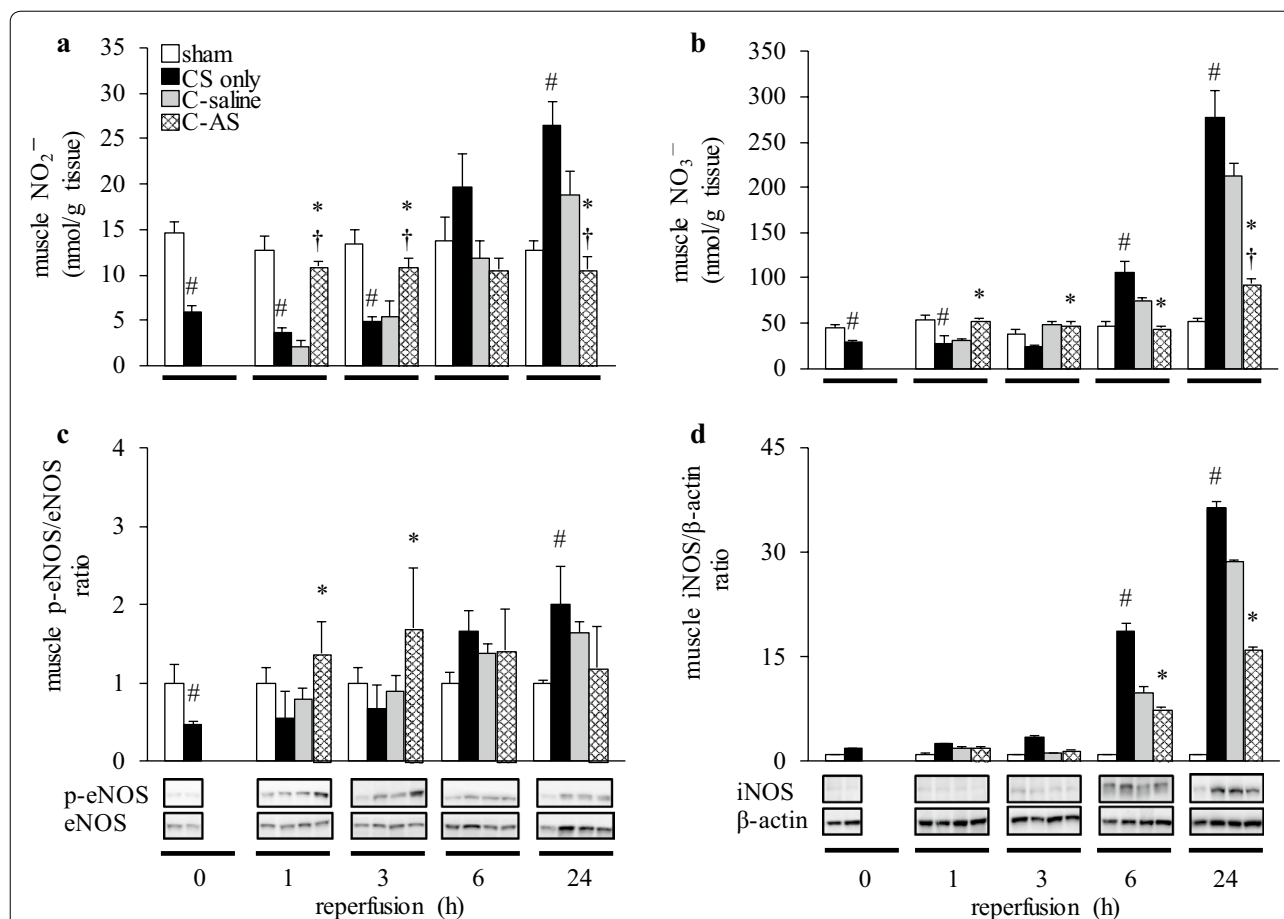 a
sham
CS only
C-saline
C-AS
muscle NO₂⁻
(nmol/g tissue)
35
30
25
20
15
10
5
0
#
#
*
†
#
*
†
#
*
†
b
muscle NO₃⁻
(nmol/g tissue)
350
300
250
200
150
100
50
0
#
#
*
*
#
*
#
*
†
c
muscle p-eNOS/eNOS
ratio
4
3
2
1
0
#
*
*
#
p-eNOS
eNOS
0 1 3 6 24
reperfusion (h)
d
muscle iNOS/β-actin
ratio
45
30
15
0
#
*
#
*
iNOS
β-actin
0 1 3 6 24
reperfusion (h)